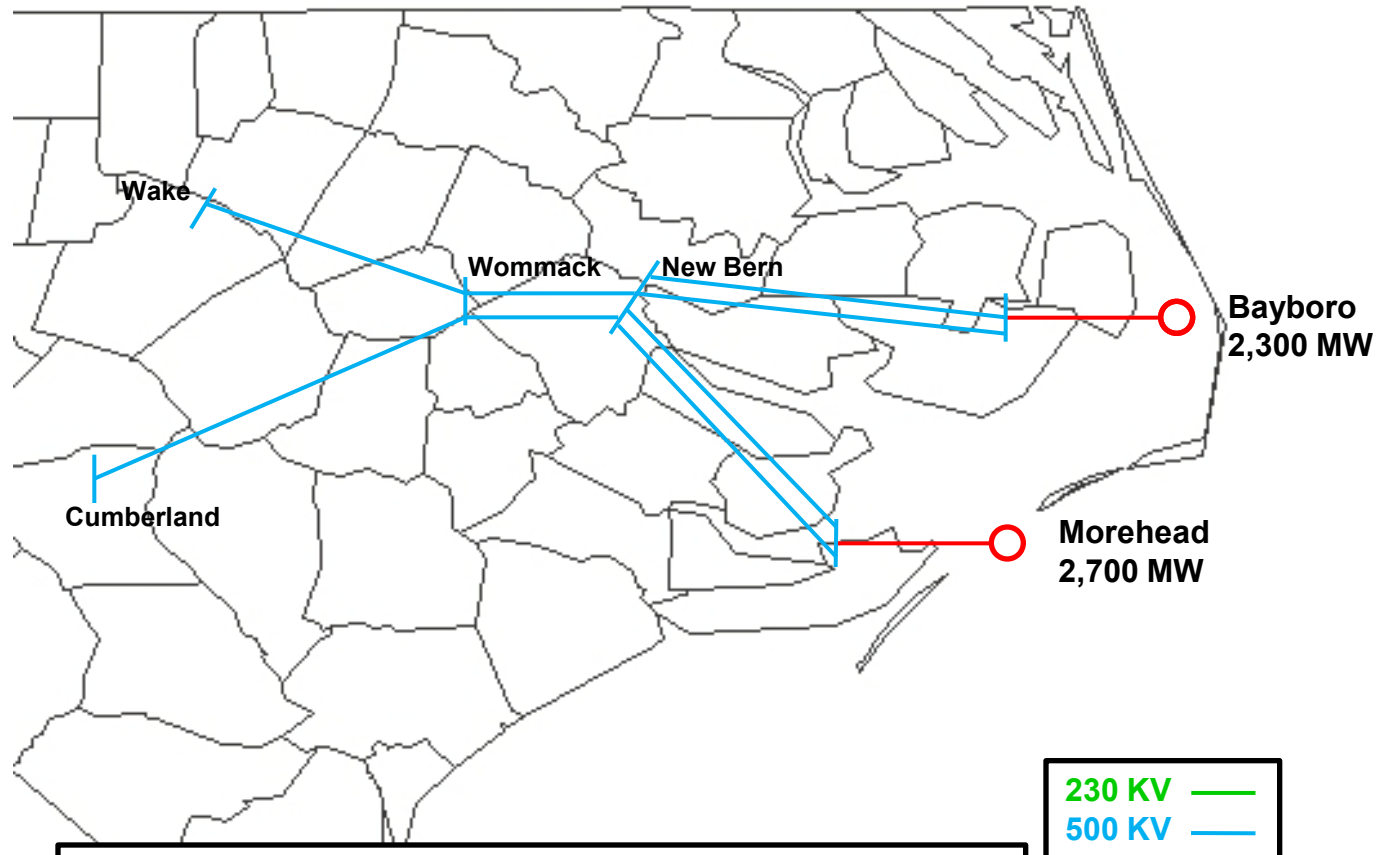 Wake
Wommack
New Bern
Bayboro
2,300 MW
Cumberland
Morehead
2,700 MW
230 KV
500 KV